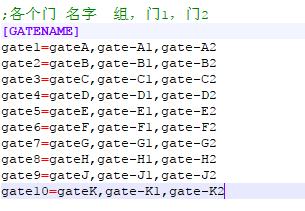 ;各个门 名字  组，门1，门2
[GATENAME]
gate1=gateA,gate-A1,gate-A2
gate2=gateB,gate-B1,gate-B2
gate3=gateC,gate-C1,gate-C2
gate4=gateD,gate-D1,gate-D2
gate5=gateE,gate-E1,gate-E2
gate6=gateF,gate-F1,gate-F2
gate7=gateG,gate-G1,gate-G2
gate8=gateH,gate-H1,gate-H2
gate9=gateJ,gate-J1,gate-J2
gate10=gateK,gate-K1,gate-K2